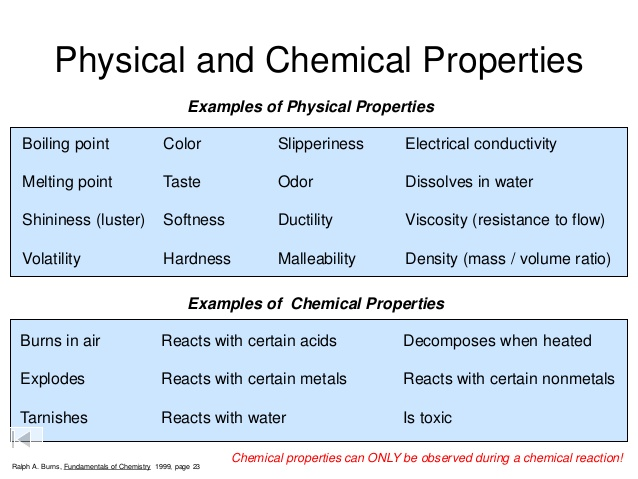 Physical and Chemical Properties
Examples of Physical Properties
Boiling point Color Slipperiness Electrical conductivity
Melting point Taste Odor Dissolves in water
Shininess (luster) Softness Ductility Viscosity (resistance to flow)
Volatility Hardness Malleability Density (mass / volume ratio)
Examples of Chemical Properties
Burns in air Reacts with certain acids Decomposes when heated
Explodes Reacts with certain metals Reacts with certain nonmetals
Tarnishes Reacts with water Is toxic
Chemical properties can ONLY be observed during a chemical reaction!
Ralph A. Burns, Fundamentals of Chemistry 1999, page 23